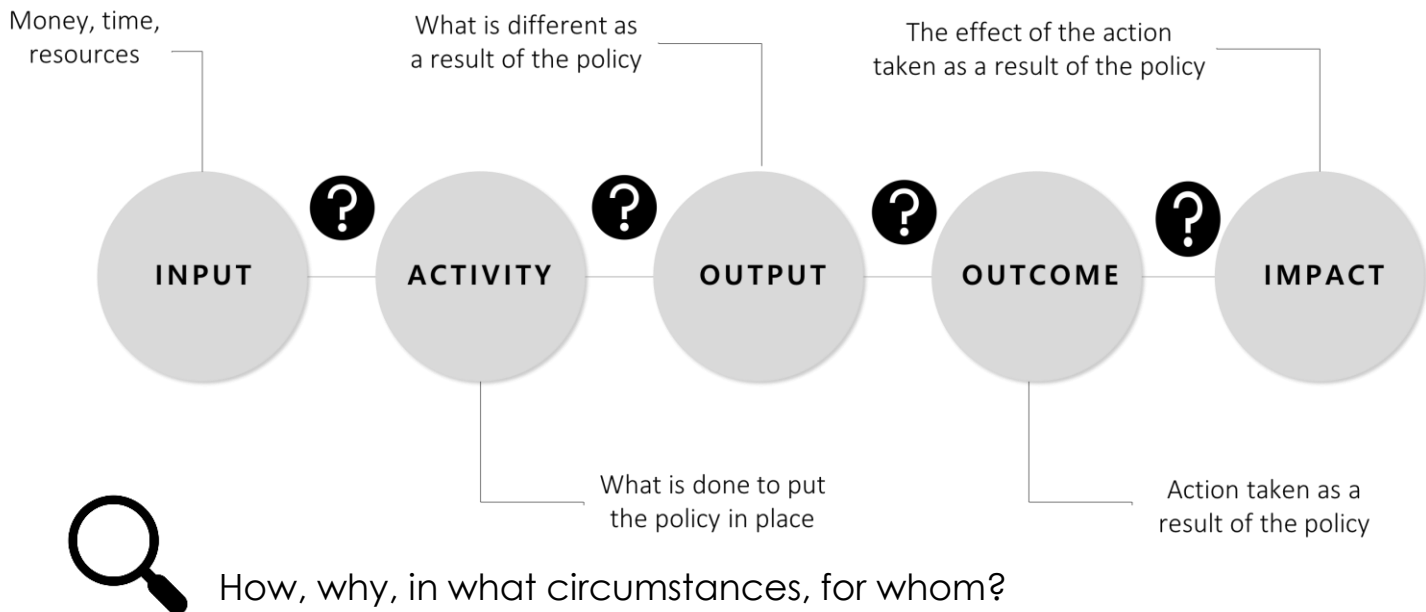 Money, time,
resources
What is different as
a result of the policy
The effect of the action
taken as a result of the policy
?
?
?
?
INPUT
ACTIVITY
OUTPUT
OUTCOME
IMPACT
What is done to put
the policy in place
Action taken as a
result of the policy
How, why, in what circumstances, for whom?